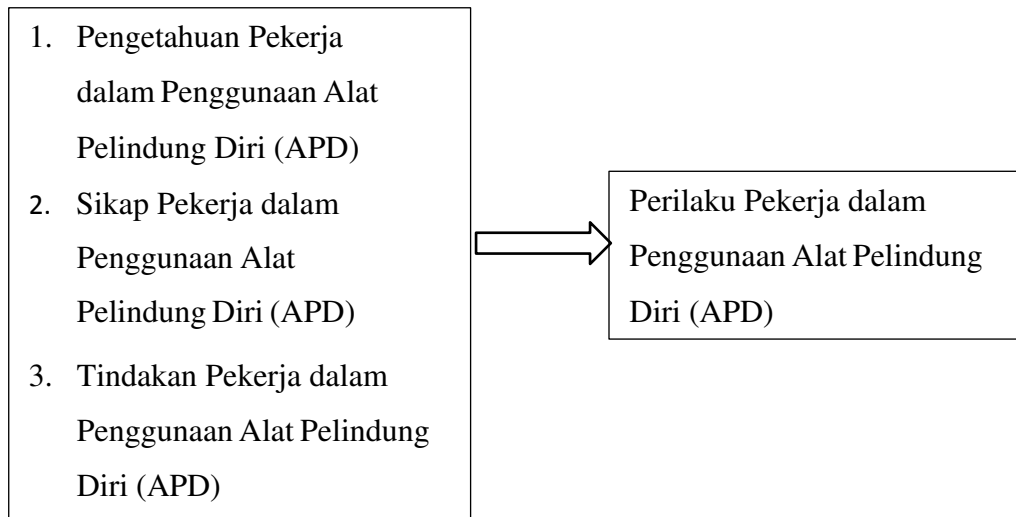 1. Pengetahuan Pekerja
dalam Penggunaan Alat
Pelindung Diri (APD)
2. Sikap Pekerja dalam
Penggunaan Alat
Pelindung Diri (APD)
3. Tindakan Pekerja dalam
Penggunaan Alat Pelindung
Diri (APD)
Perilaku Pekerja dalam
Penggunaan Alat Pelindung
Diri (APD)